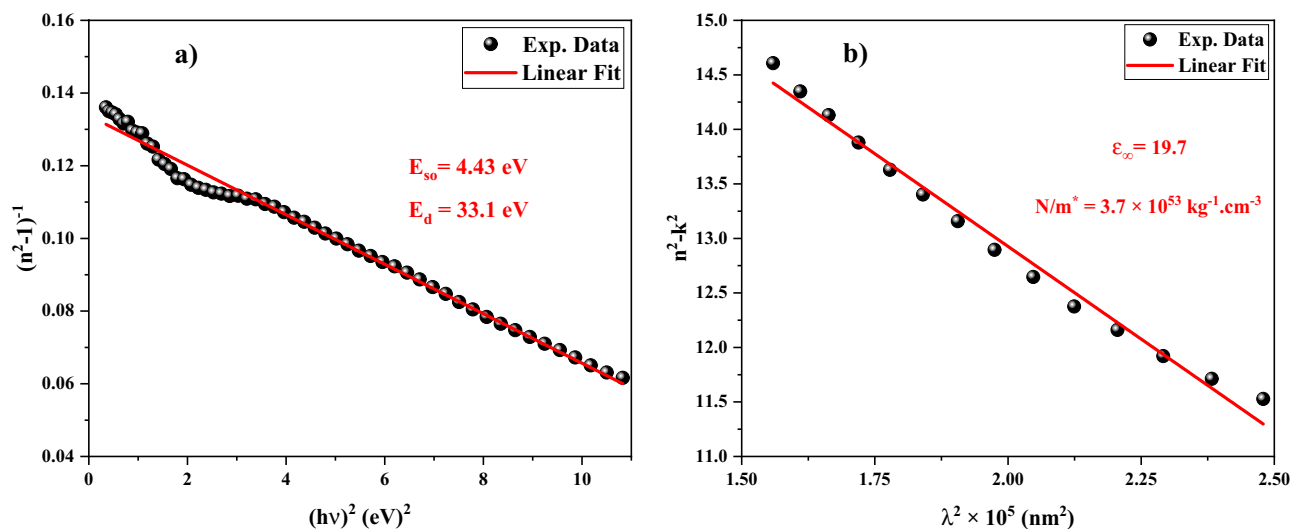 a)
Exp. Data
Linear Fit
E_so= 4.43 eV
E_d = 33.1 eV
(n²-1)⁻¹
0.16
0.14
0.12
0.10
0.08
0.06
0.04
0 2 4 6 8 10
(hν)² (eV)²
b)
Exp. Data
Linear Fit
ε_∞= 19.7
N/m* = 3.7 × 10⁵³ kg⁻¹.cm⁻³
n²-k²
15.0
14.5
14.0
13.5
13.0
12.5
12.0
11.5
11.0
1.50 1.75 2.00 2.25 2.50
λ² × 10⁵ (nm²)